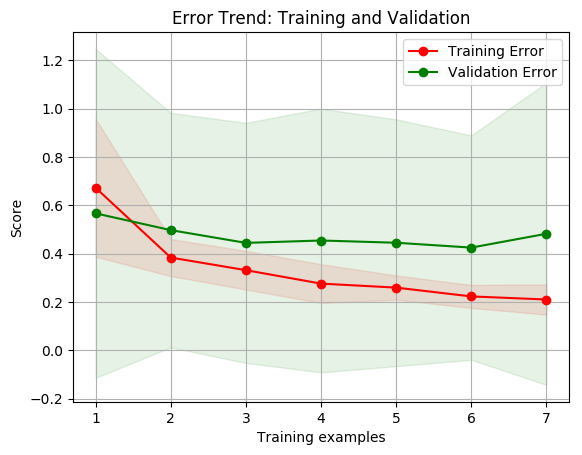 Error Trend: Training and Validation
Training Error
Validation Error
Score
1.2
1.0
0.8
0.6
0.4
0.2
0.0
−0.2
1 2 3 4 5 6 7
Training examples